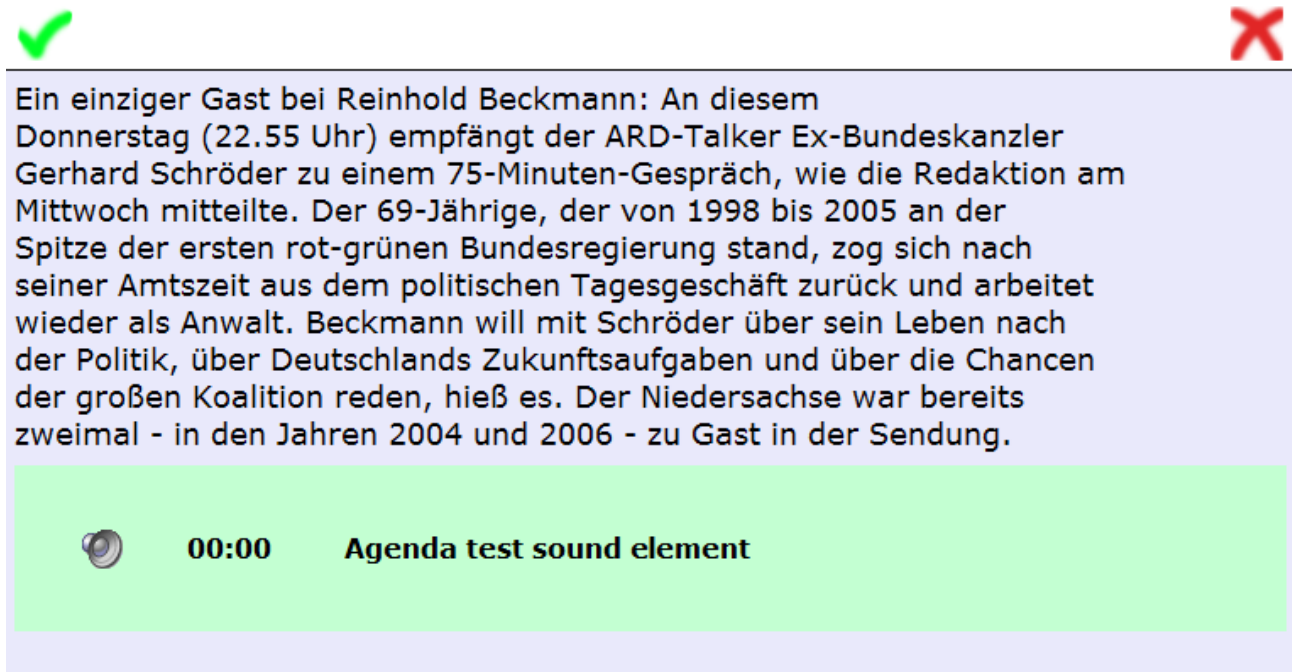 Ein einziger Gast bei Reinhold Beckmann: An diesem
Donnerstag (22.55 Uhr) empfängt der ARD-Talker Ex-Bundeskanzler
Gerhard Schröder zu einem 75-Minuten-Gespräch, wie die Redaktion am
Mittwoch mitteilte. Der 69-Jährige, der von 1998 bis 2005 an der
Spitze der ersten rot-grünen Bundesregierung stand, zog sich nach
seiner Amtszeit aus dem politischen Tagesgeschäft zurück und arbeitet
wieder als Anwalt. Beckmann will mit Schröder über sein Leben nach
der Politik, über Deutschlands Zukunftsaufgaben und über die Chancen
der großen Koalition reden, hieß es. Der Niedersachse war bereits
zweimal - in den Jahren 2004 und 2006 - zu Gast in der Sendung.
00:00 Agenda test sound element